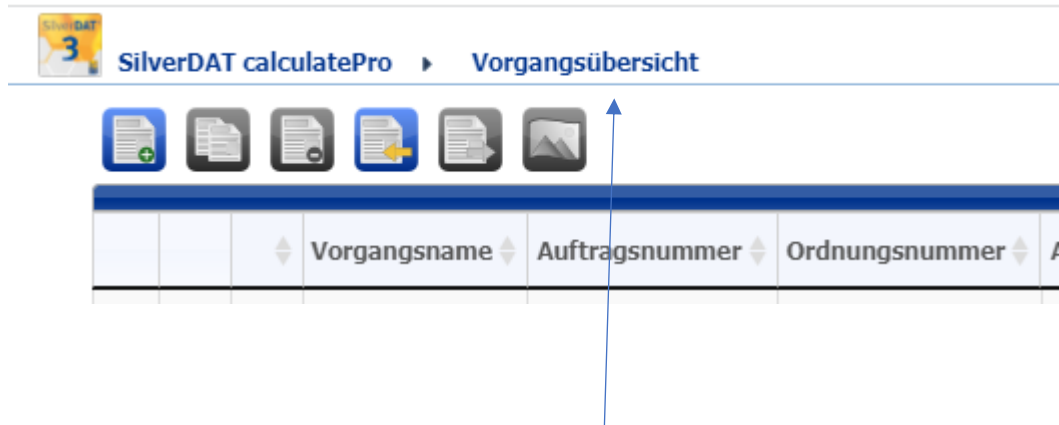 SilverDAT
3
SilverDAT calculatePro Vorgangsübersicht
Vorgangsname Auftragsnummer Ordnungsnummer A